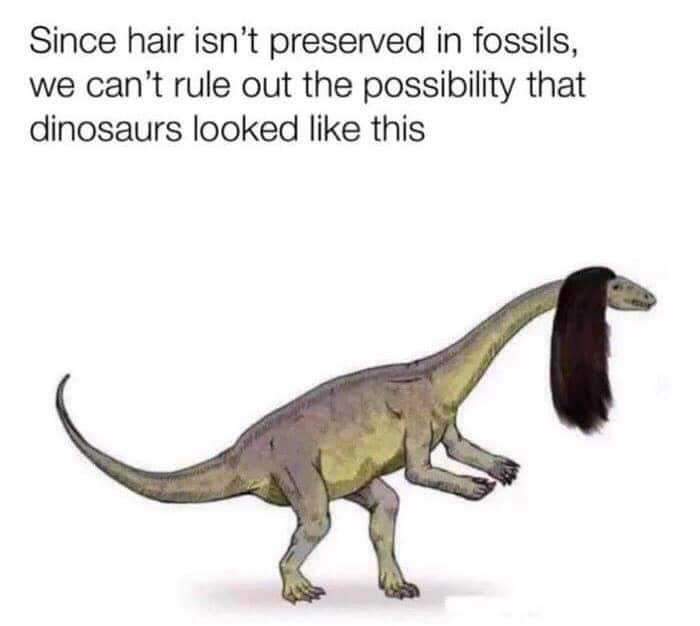 Since hair isn’t preserved in fossils,
we can’t rule out the possibility that
dinosaurs looked like this